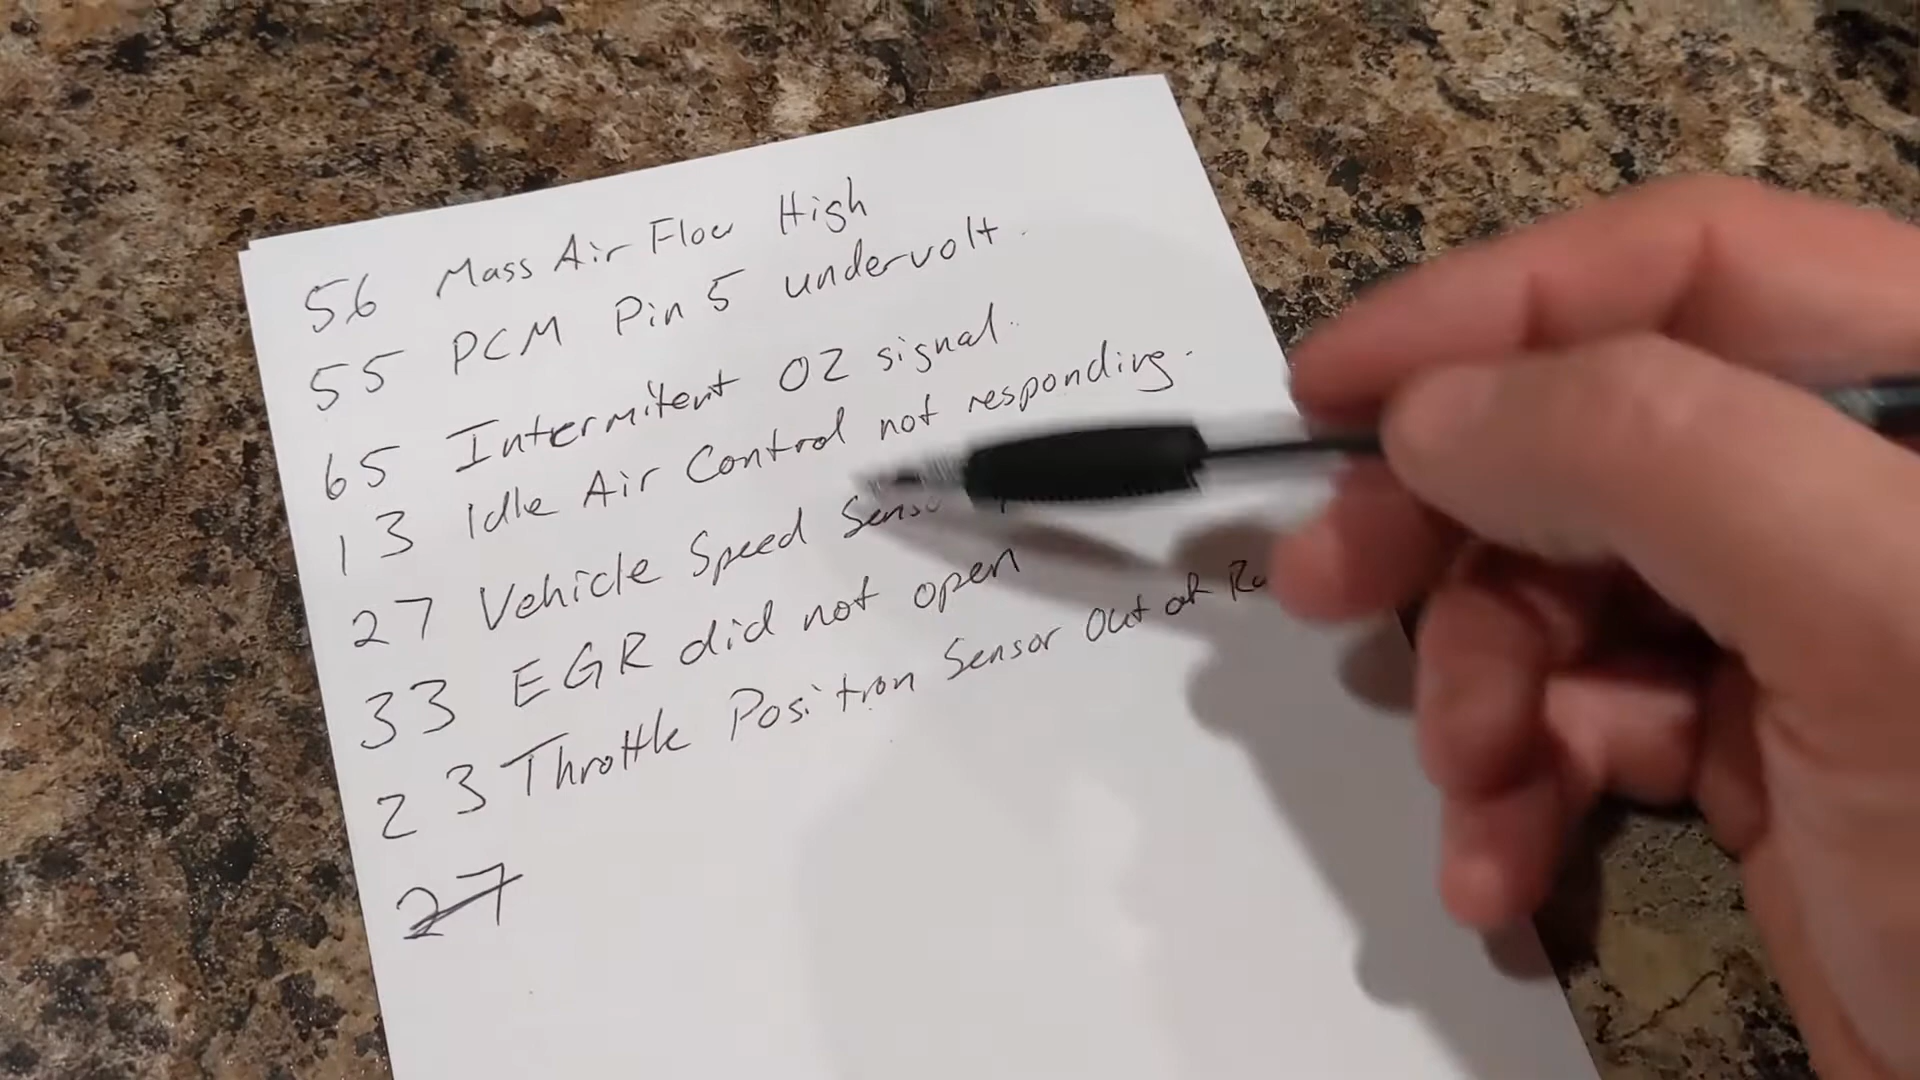 56 Mass Air Flow High
55 PCM Pin 5 undervolt.
65 Intermitent O2 signal.
13 Idle Air Control not responding.
27 Vehicle Speed
33 EGR did not open
23 Throttle Position Sensor Out of
27